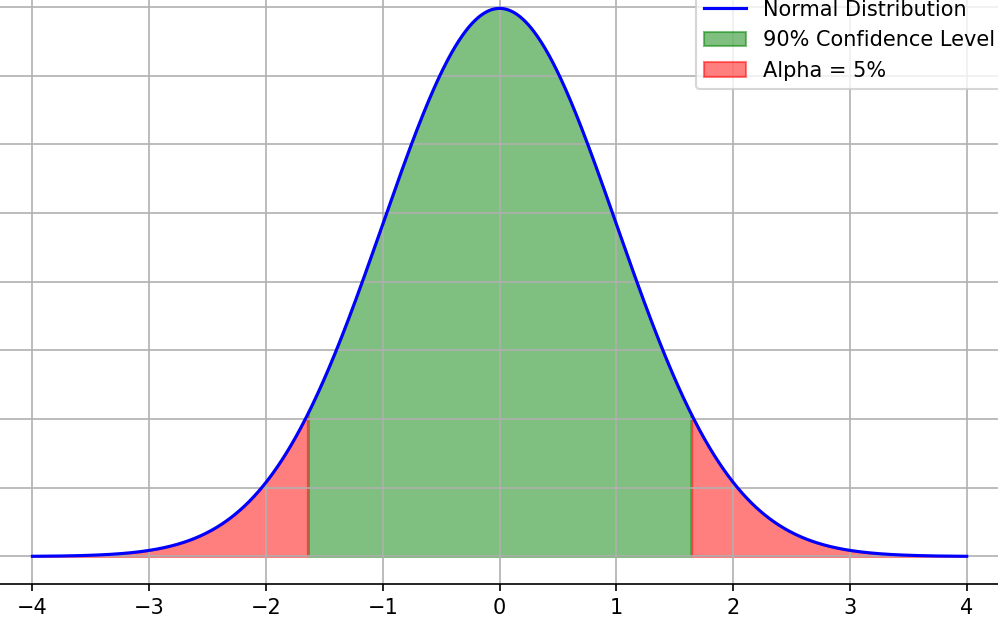 Normal Distribution
90% Confidence Level
Alpha = 5%
−4 −3 −2 −1 0 1 2 3 4